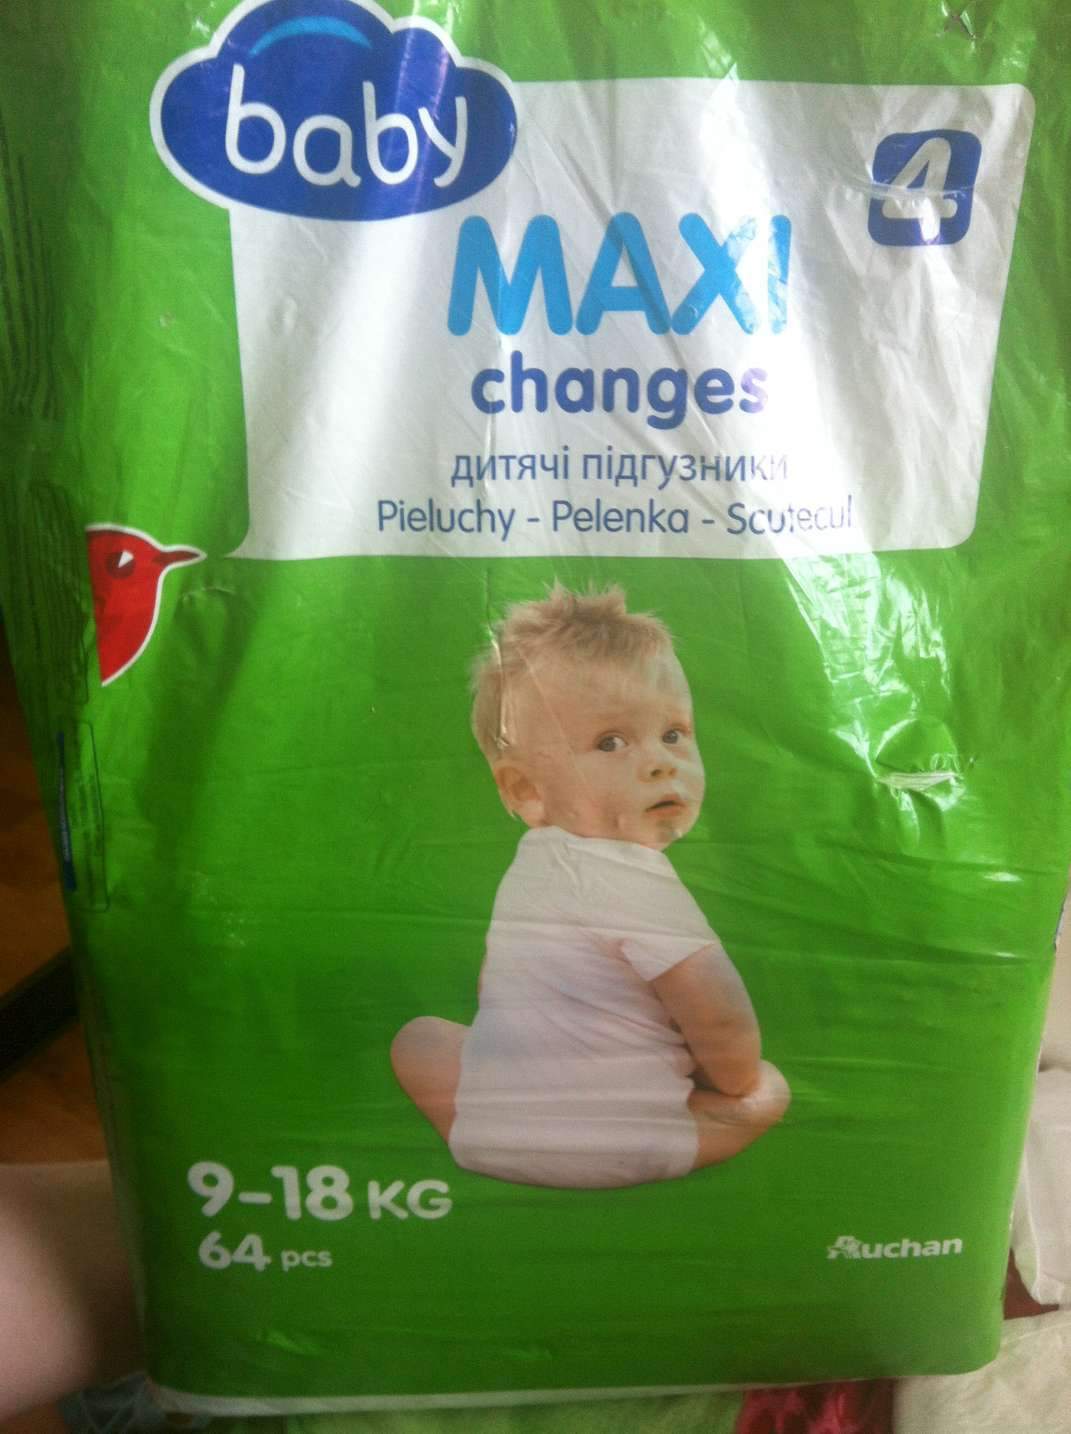 baby
4
MAXI
changes
дитячі підгузники
Pieluchy - Pelenka - Scutecul
9-18 KG
64 pcs
Auchan